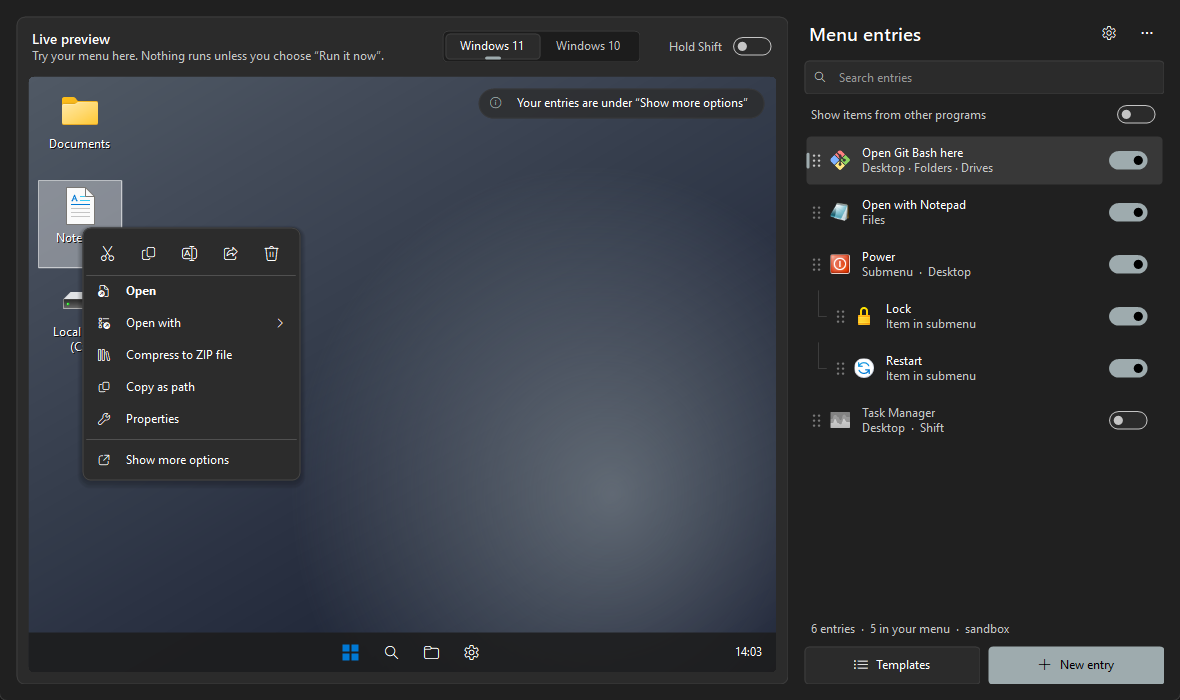 Live preview
Try your menu here. Nothing runs unless you choose “Run it now”.
Windows 11
Windows 10
Hold Shift
Your entries are under “Show more options”
Documents
Note
Local
(C
Open
Open with
Compress to ZIP file
Copy as path
Properties
Show more options
14:03
Menu entries
Search entries
Show items from other programs
Open Git Bash here
Desktop · Folders · Drives
Open with Notepad
Files
Power
Submenu · Desktop
Lock
Item in submenu
Restart
Item in submenu
Task Manager
Desktop · Shift
6 entries · 5 in your menu · sandbox
Templates
New entry